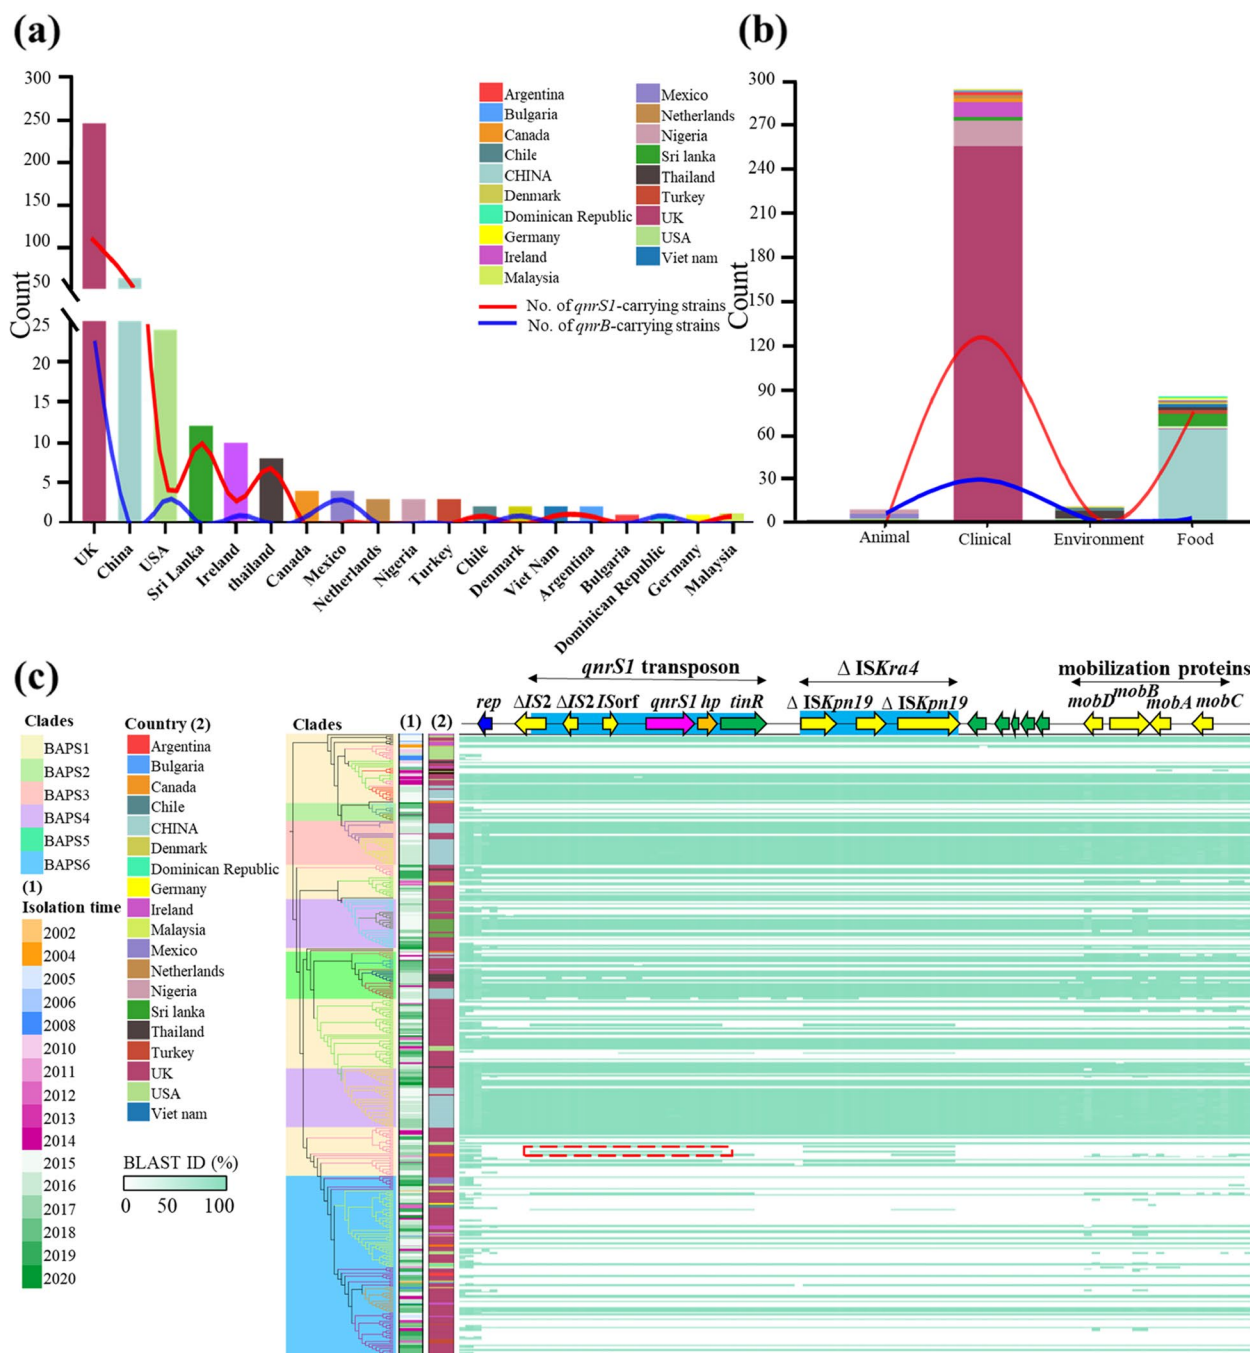 (a)
300
250
200
150
100
50
25
20
15
10
5
0
Count
UK
China
USA
Sri Lanka
Ireland
thailand
Canada
Mexico
Netherlands
Nigeria
Turkey
Chile
Denmark
Viet Nam
Argentina
Bulgaria
Dominican Republic
Germany
Malaysia
Argentina
Bulgaria
Canada
Chile
CHINA
Denmark
Dominican Republic
Germany
Ireland
Malaysia
Mexico
Netherlands
Nigeria
Sri lanka
Thailand
Turkey
UK
USA
Viet nam
No. of qnrS1-carrying strains
No. of qnrB-carrying strains
(b)
300
270
240
210
180
150
120
90
60
30
0
Count
Animal
Clinical
Environment
Food
(c)
Clades
BAPS1
BAPS2
BAPS3
BAPS4
BAPS5
BAPS6
(1)
Isolation time
2002
2004
2005
2006
2008
2010
2011
2012
2013
2014
2015
2016
2017
2018
2019
2020
Country (2)
Argentina
Bulgaria
Canada
Chile
CHINA
Denmark
Dominican Republic
Germany
Ireland
Malaysia
Mexico
Netherlands
Nigeria
Sri lanka
Thailand
Turkey
UK
USA
Viet nam
BLAST ID (%)
0 50 100
Clades (1) (2)
qnrS1 transposon Δ ISKra4 mobilization proteins
rep ΔIS2 ΔIS2 ISorf qnrS1 hp tinR Δ ISKpn19 Δ ISKpn19 mobD mobB mobA mobC